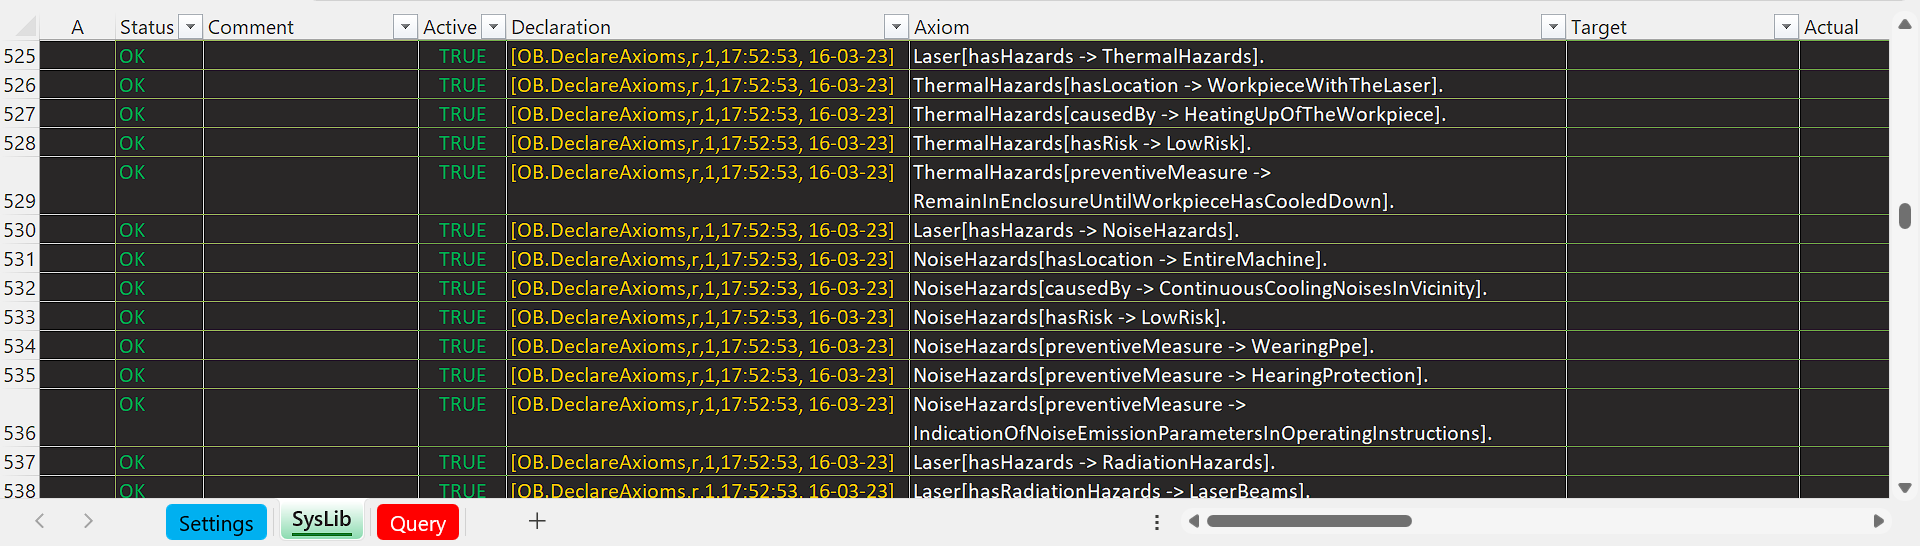 A Status Comment Active Declaration Axiom Target Actual
525 OK TRUE [OB.DeclareAxioms,r,1,17:52:53, 16-03-23] Laser[hasHazards -> ThermalHazards].
526 OK TRUE [OB.DeclareAxioms,r,1,17:52:53, 16-03-23] ThermalHazards[hasLocation -> WorkpieceWithTheLaser].
527 OK TRUE [OB.DeclareAxioms,r,1,17:52:53, 16-03-23] ThermalHazards[causedBy -> HeatingUpOfTheWorkpiece].
528 OK TRUE [OB.DeclareAxioms,r,1,17:52:53, 16-03-23] ThermalHazards[hasRisk -> LowRisk].
OK TRUE [OB.DeclareAxioms,r,1,17:52:53, 16-03-23] ThermalHazards[preventiveMeasure ->
529 RemainInEnclosureUntilWorkpieceHasCooledDown].
530 OK TRUE [OB.DeclareAxioms,r,1,17:52:53, 16-03-23] Laser[hasHazards -> NoiseHazards].
531 OK TRUE [OB.DeclareAxioms,r,1,17:52:53, 16-03-23] NoiseHazards[hasLocation -> EntireMachine].
532 OK TRUE [OB.DeclareAxioms,r,1,17:52:53, 16-03-23] NoiseHazards[causedBy -> ContinuousCoolingNoisesInVicinity].
533 OK TRUE [OB.DeclareAxioms,r,1,17:52:53, 16-03-23] NoiseHazards[hasRisk -> LowRisk].
534 OK TRUE [OB.DeclareAxioms,r,1,17:52:53, 16-03-23] NoiseHazards[preventiveMeasure -> WearingPpe].
535 OK TRUE [OB.DeclareAxioms,r,1,17:52:53, 16-03-23] NoiseHazards[preventiveMeasure -> HearingProtection].
OK TRUE [OB.DeclareAxioms,r,1,17:52:53, 16-03-23] NoiseHazards[preventiveMeasure ->
536 IndicationOfNoiseEmissionParametersInOperatingInstructions].
537 OK TRUE [OB.DeclareAxioms,r,1,17:52:53, 16-03-23] Laser[hasHazards -> RadiationHazards].
538 OK TRUE [OB.DeclareAxioms,r,1,17:52:53, 16-03-23] Laser[hasRadiationHazards -> LaserBeams].
Settings SysLib Query